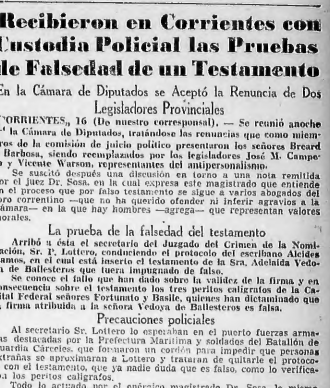 Recibieron en Corrientes con
Custodia Policial las Pruebas
de Falsedad de un Testamento
En la Cámara de Diputados se Aceptó la Renuncia de Dos
Legisladores Provinciales
CORRIENTES, 16 (De nuestro corresponsal). — Se reunió anoche
la Cámara de Diputados, tratándose las renuncias que como miem-
ros de la comisión de juicio político presentaron los señores Breard
Barbosa, siendo reemplazados por los legisladores José M. Campe-
y Vicente Warson, representantes del antipersonalismo.
Se suscitó después una discusión en torno a una nota remitida
por el Juez Dr. Sosa, en la cual expresa este magistrado que entiende
en el proceso que por falso testamento se sigue a varios abogados del
foro correntino —que no ha querido ofender ni inferir agravios a la
Cámara— en la que hay hombres —agrega— que representan valores
morales.
La prueba de la falsedad del testamento
Arribó a ésta el secretario del Juzgado del Crimen de la Nomi-
ación, Sr. P. Lottero, conduciendo el protocolo del escribano Alcides
amon, en el cual está inserto el testamento de la Sra. Adelaida Vedo-
a de Ballesteros que fuera impugnado de falso.
Se conoce el fallo que han dado sobre la validez de la firma y en
consecuencia sobre el testamento los tres peritos calígrafos de la Ca-
ital Federal señores Fortunato y Basile, quienes han dictaminado que
a firma atribuida a la señora Vedoya de Ballesteros es falsa.
Precauciones policiales
Al secretario Sr. Lottero lo esperaban en el puerto fuerzas arma-
as destacadas por la Prefectura Marítima y soldados del Batallón de
Guardia Cárceles, que formaron un cordón para impedir que personas
extrañas se aproximaran a Lottero y trataran de quitarle el protoco-
con el testamento, que ya nadie duda que es falso, como lo verifica-
n los peritos calígrafos.
Todo lo actuado por el enérgico magistrado Dr. Sosa, la misma